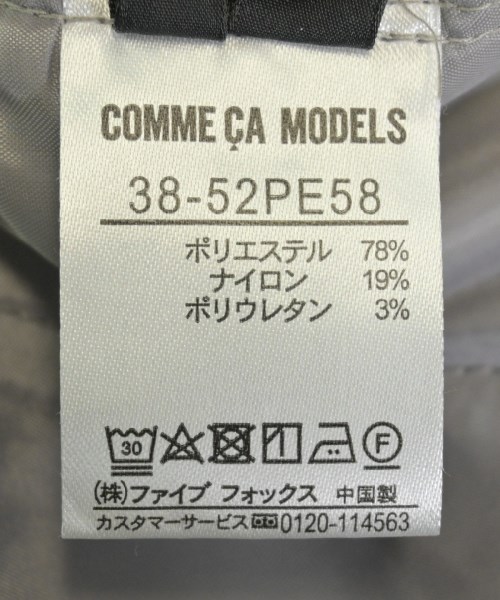 COMME ÇA MODELS
38-52PE58
ポリエステル 78%
ナイロン 19%
ポリウレタン 3%
30 F
(株)ファイブ フォックス 中国製
カスタマーサービス 0120-114563